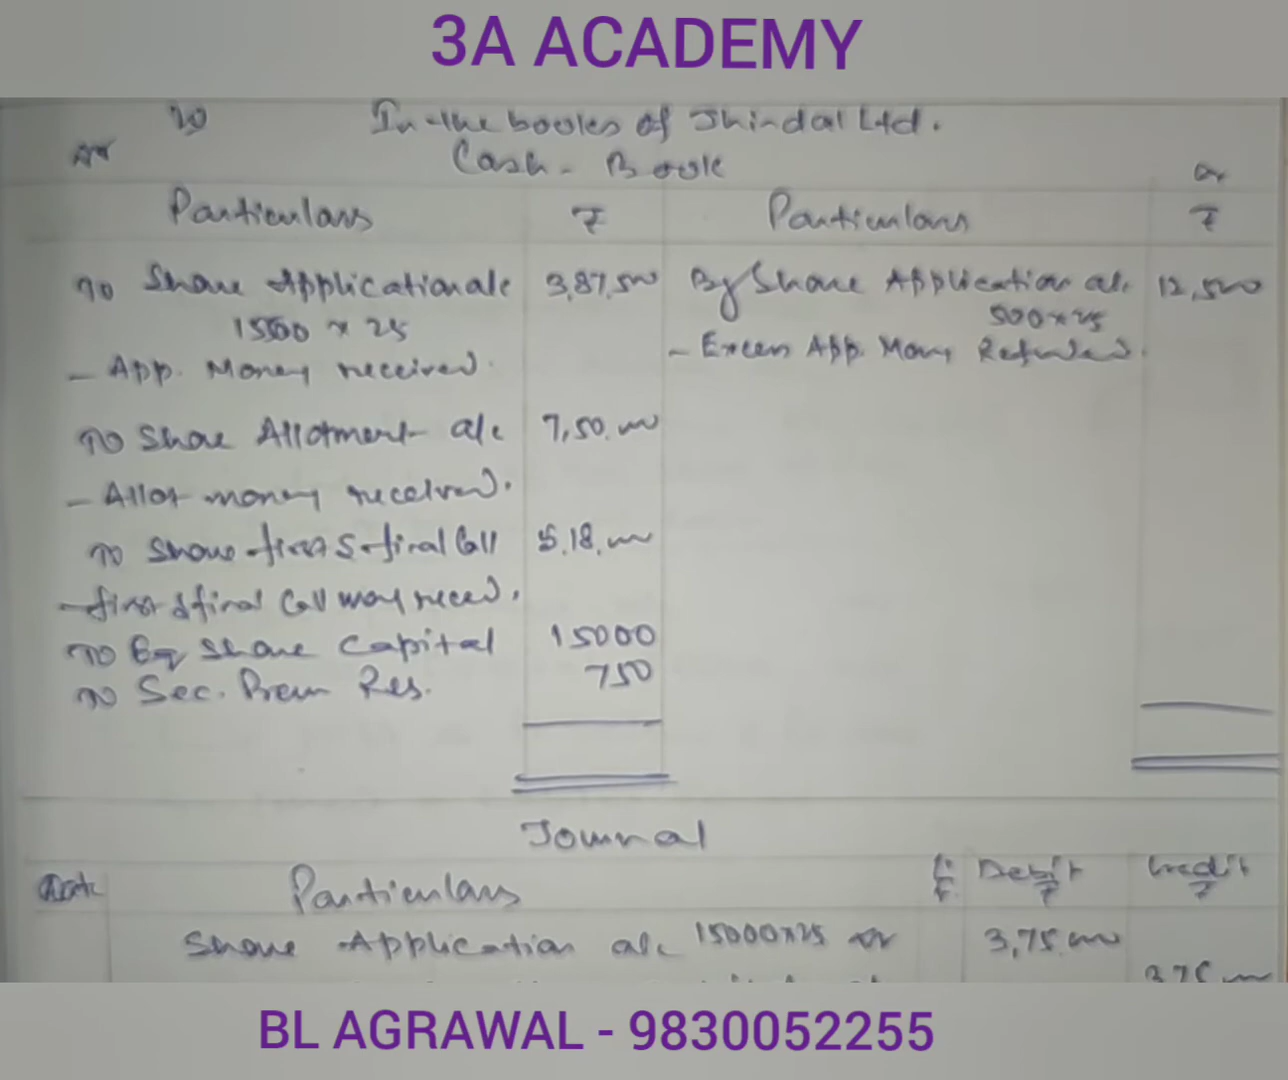 3A ACADEMY
In the books of Jhindal Ltd.
Dr Cash - Book Cr
Particulars ₹ Particulars ₹
To Share Application a/c 3,87,500 By Share Application a/c 12,500
15500 x 25 500 x 25
- App. Money received. - Excess App. Money Refunded.
To Share Allotment a/c 7,50,000
- Allot money received.
To Share first & final Call 5,18,000
- first & final Call money received.
To Eq Share Capital 15000
To Sec. Prem Res. 750
Journal
Date Particulars L.F. Debit ₹ Credit ₹
Share Application a/c 15000x25 Dr 3,75,000
BL AGRAWAL - 9830052255